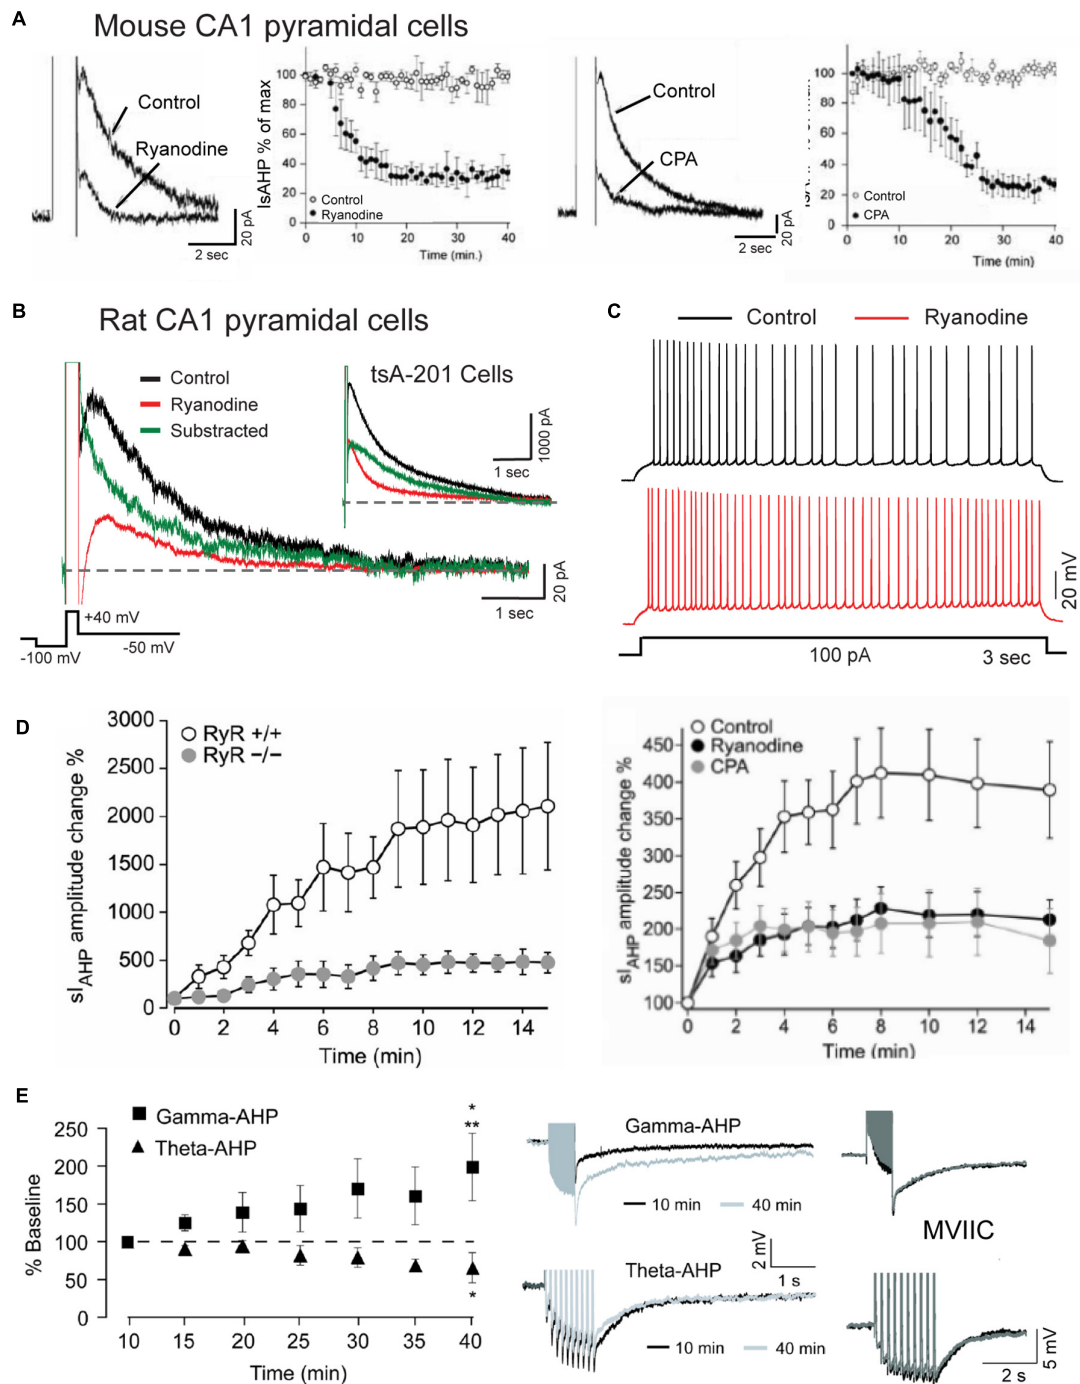 A
Mouse CA1 pyramidal cells
Control
Ryanodine
20 pA
2 sec
IsAHP % of max
100
80
60
40
20
0
Control
Ryanodine
0 10 20 30 40
Time (min.)
Control
CPA
20 pA
2 sec
100
80
60
40
20
0
Control
CPA
0 10 20 30 40
Time (min)
B
Rat CA1 pyramidal cells
Control
Ryanodine
Substracted
tsA-201 Cells
1000 pA
1 sec
20 pA
1 sec
+40 mV
-50 mV
-100 mV
C
Control
Ryanodine
20 mV
100 pA
3 sec
D
sIAHP amplitude change %
3000
2500
2000
1500
1000
500
0
RyR +/+
RyR −/−
0 2 4 6 8 10 12 14
Time (min)
sIAHP amplitude change %
450
400
350
300
250
200
150
100
Control
Ryanodine
CPA
0 2 4 6 8 10 12 14
Time (min)
E
Gamma-AHP
Theta-AHP
% Baseline
250
200
150
100
50
0
*
**
*
10 15 20 25 30 35 40
Time (min)
Gamma-AHP
10 min 40 min
2 mV
1 s
Theta-AHP
10 min 40 min
MVIIC
5 mV
2 s